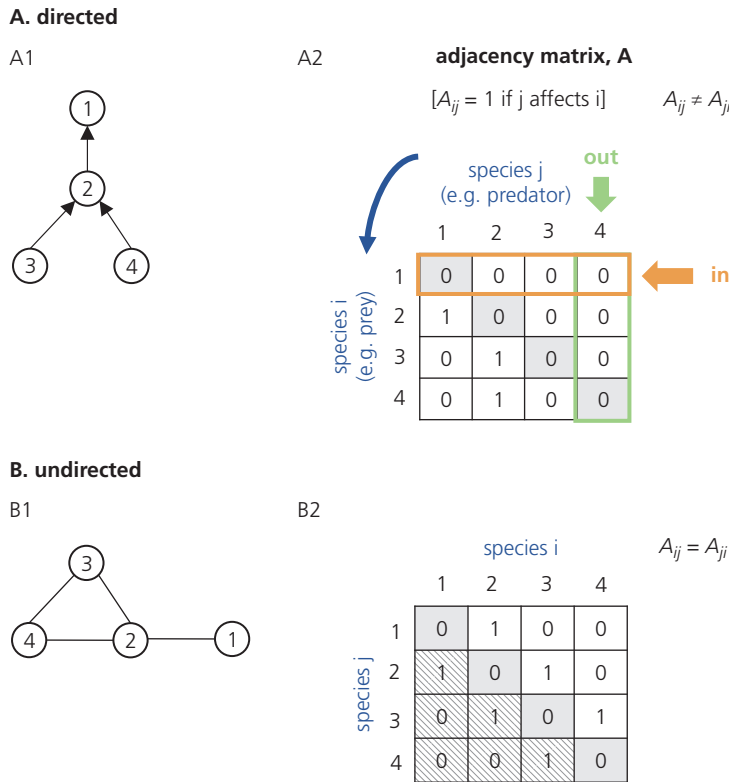 A. directed
A1
A2
adjacency matrix, A
[Aij = 1 if j affects i]
Aij ≠ Aji
1
2
3
4
out
species j
(e.g. predator)
1 2 3 4
in
species i
(e.g. prey)
1 0 0 0 0
2 1 0 0 0
3 0 1 0 0
4 0 1 0 0
B. undirected
B1
B2
3
4 2 1
species i
Aij = Aji
1 2 3 4
species j
1 0 1 0 0
2 1 0 1 0
3 0 1 0 1
4 0 0 1 0